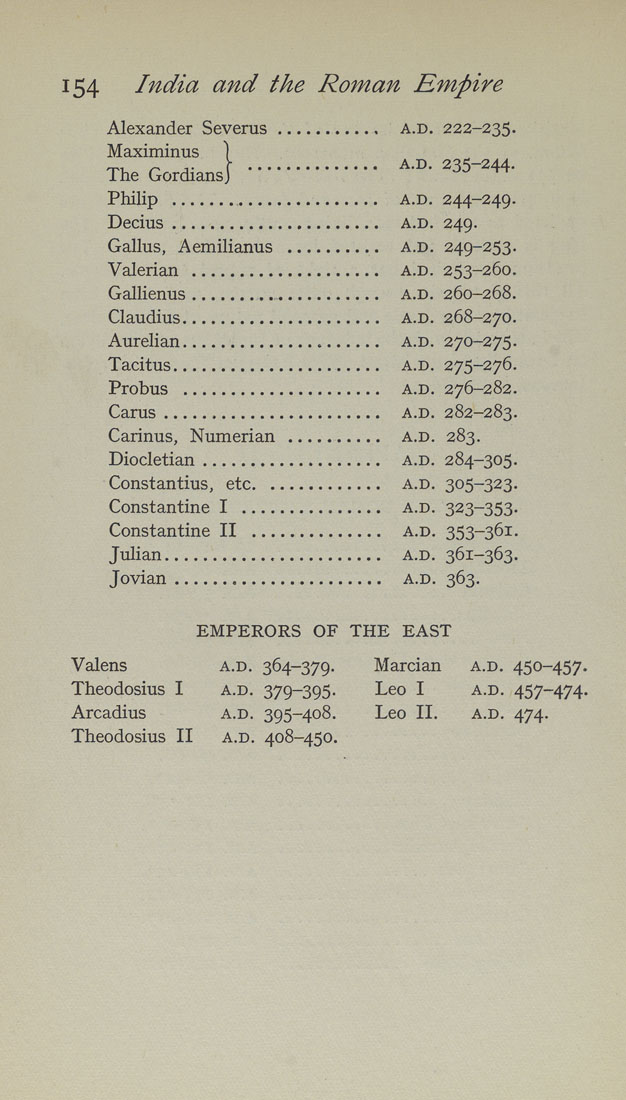 154 India and the Roman Empire
Alexander Severus ........... A.D. 222–235.
Maximinus
The Gordians } .............. A.D. 235–244.
Philip ...................... A.D. 244–249.
Decius ...................... A.D. 249.
Gallus, Aemilianus .......... A.D. 249–253.
Valerian .................... A.D. 253–260.
Gallienus .................... A.D. 260–268.
Claudius..................... A.D. 268–270.
Aurelian..................... A.D. 270–275.
Tacitus...................... A.D. 275–276.
Probus ..................... A.D. 276–282.
Carus ....................... A.D. 282–283.
Carinus, Numerian .......... A.D. 283.
Diocletian ................... A.D. 284–305.
Constantius, etc. ............ A.D. 305–323.
Constantine I ............... A.D. 323–353.
Constantine II .............. A.D. 353–361.
Julian....................... A.D. 361–363.
Jovian ...................... A.D. 363.
EMPERORS OF THE EAST
Valens A.D. 364–379. Marcian A.D. 450–457.
Theodosius I A.D. 379–395. Leo I A.D. 457–474.
Arcadius A.D. 395–408. Leo II. A.D. 474.
Theodosius II A.D. 408–450.